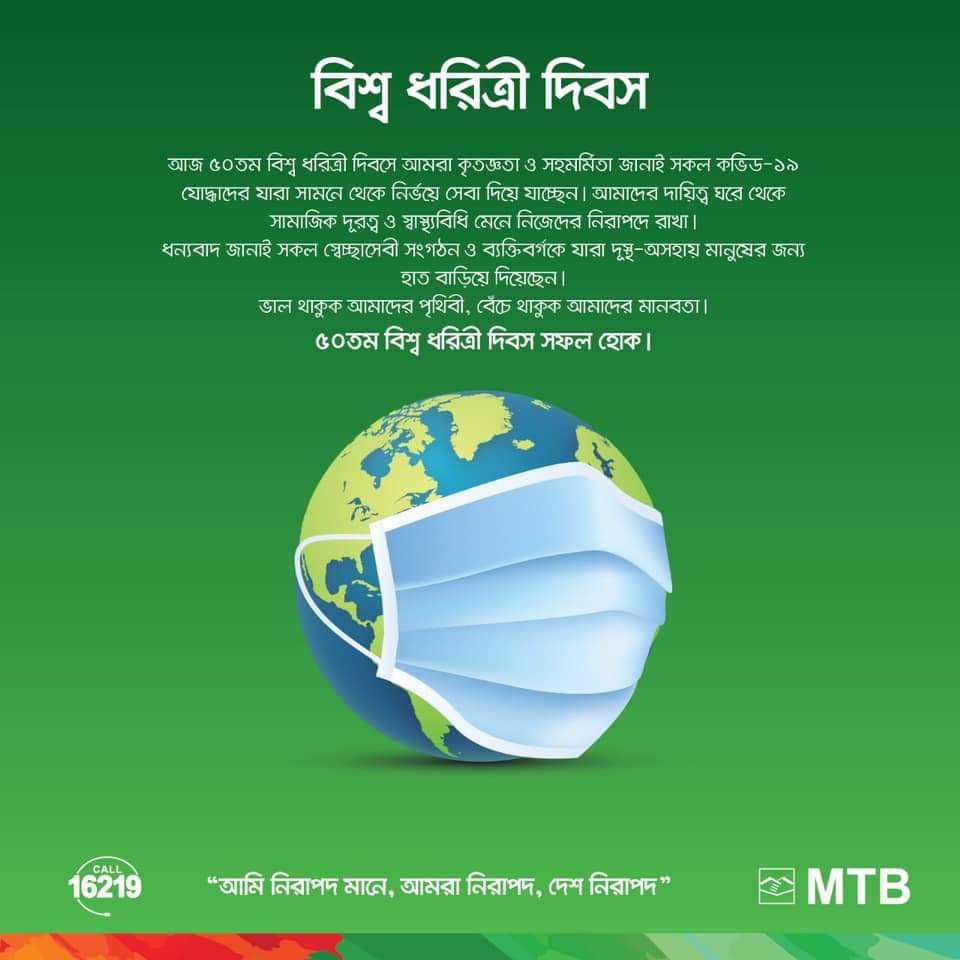 বিশ্ব ধরিত্রী দিবস
আজ ৫০তম বিশ্ব ধরিত্রী দিবসে আমরা কৃতজ্ঞতা ও সহমর্মিতা জানাই সকল কভিড-১৯
যোদ্ধাদের যারা সামনে থেকে নির্ভয়ে সেবা দিয়ে যাচ্ছেন। আমাদের দায়িত্ব ঘরে থেকে
সামাজিক দূরত্ব ও স্বাস্থ্যবিধি মেনে নিজেদের নিরাপদে রাখা।
ধন্যবাদ জানাই সকল স্বেচ্ছাসেবী সংগঠন ও ব্যক্তিবর্গকে যারা দুস্থ-অসহায় মানুষের জন্য
হাত বাড়িয়ে দিয়েছেন।
ভাল থাকুক আমাদের পৃথিবী, বেঁচে থাকুক আমাদের মানবতা।
৫০তম বিশ্ব ধরিত্রী দিবস সফল হোক।
CALL
16219
“আমি নিরাপদ মানে, আমরা নিরাপদ, দেশ নিরাপদ”
MTB